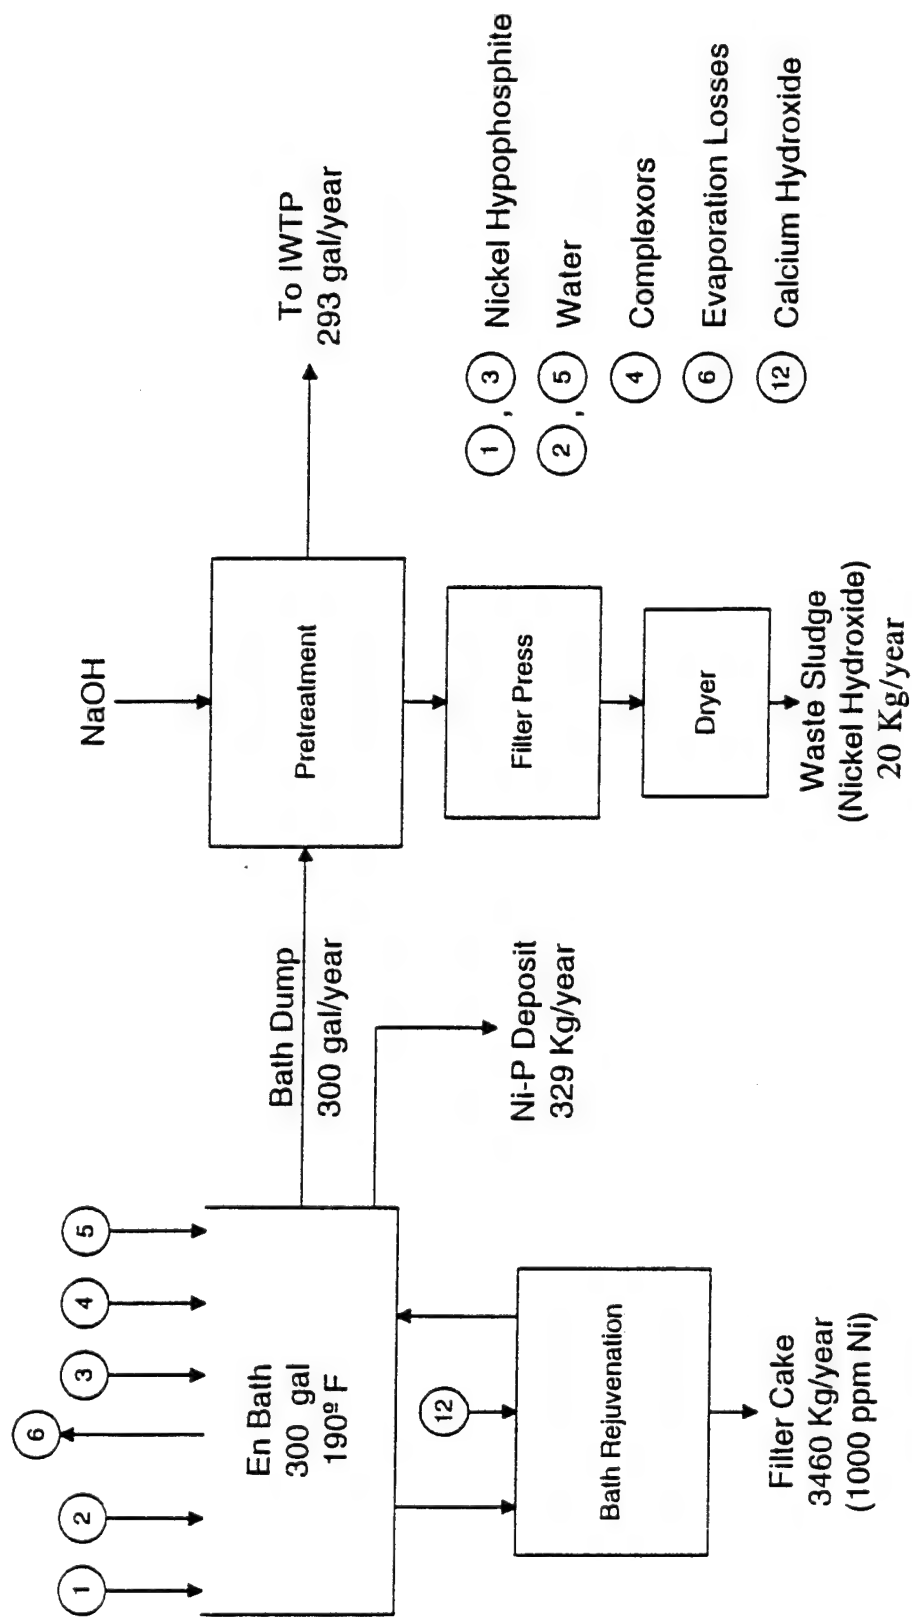 1
2
6
3
4
5
En Bath
300 gal
190º F
12
Bath Rejuvenation
Filter Cake
3460 Kg/year
(1000 ppm Ni)
Bath Dump
300 gal/year
Ni-P Deposit
329 Kg/year
NaOH
Pretreatment
To IWTP
293 gal/year
Filter Press
Dryer
Waste Sludge
(Nickel Hydroxide)
20 Kg/year
1, 3 Nickel Hypophosphite
2, 5 Water
4 Complexors
6 Evaporation Losses
12 Calcium Hydroxide